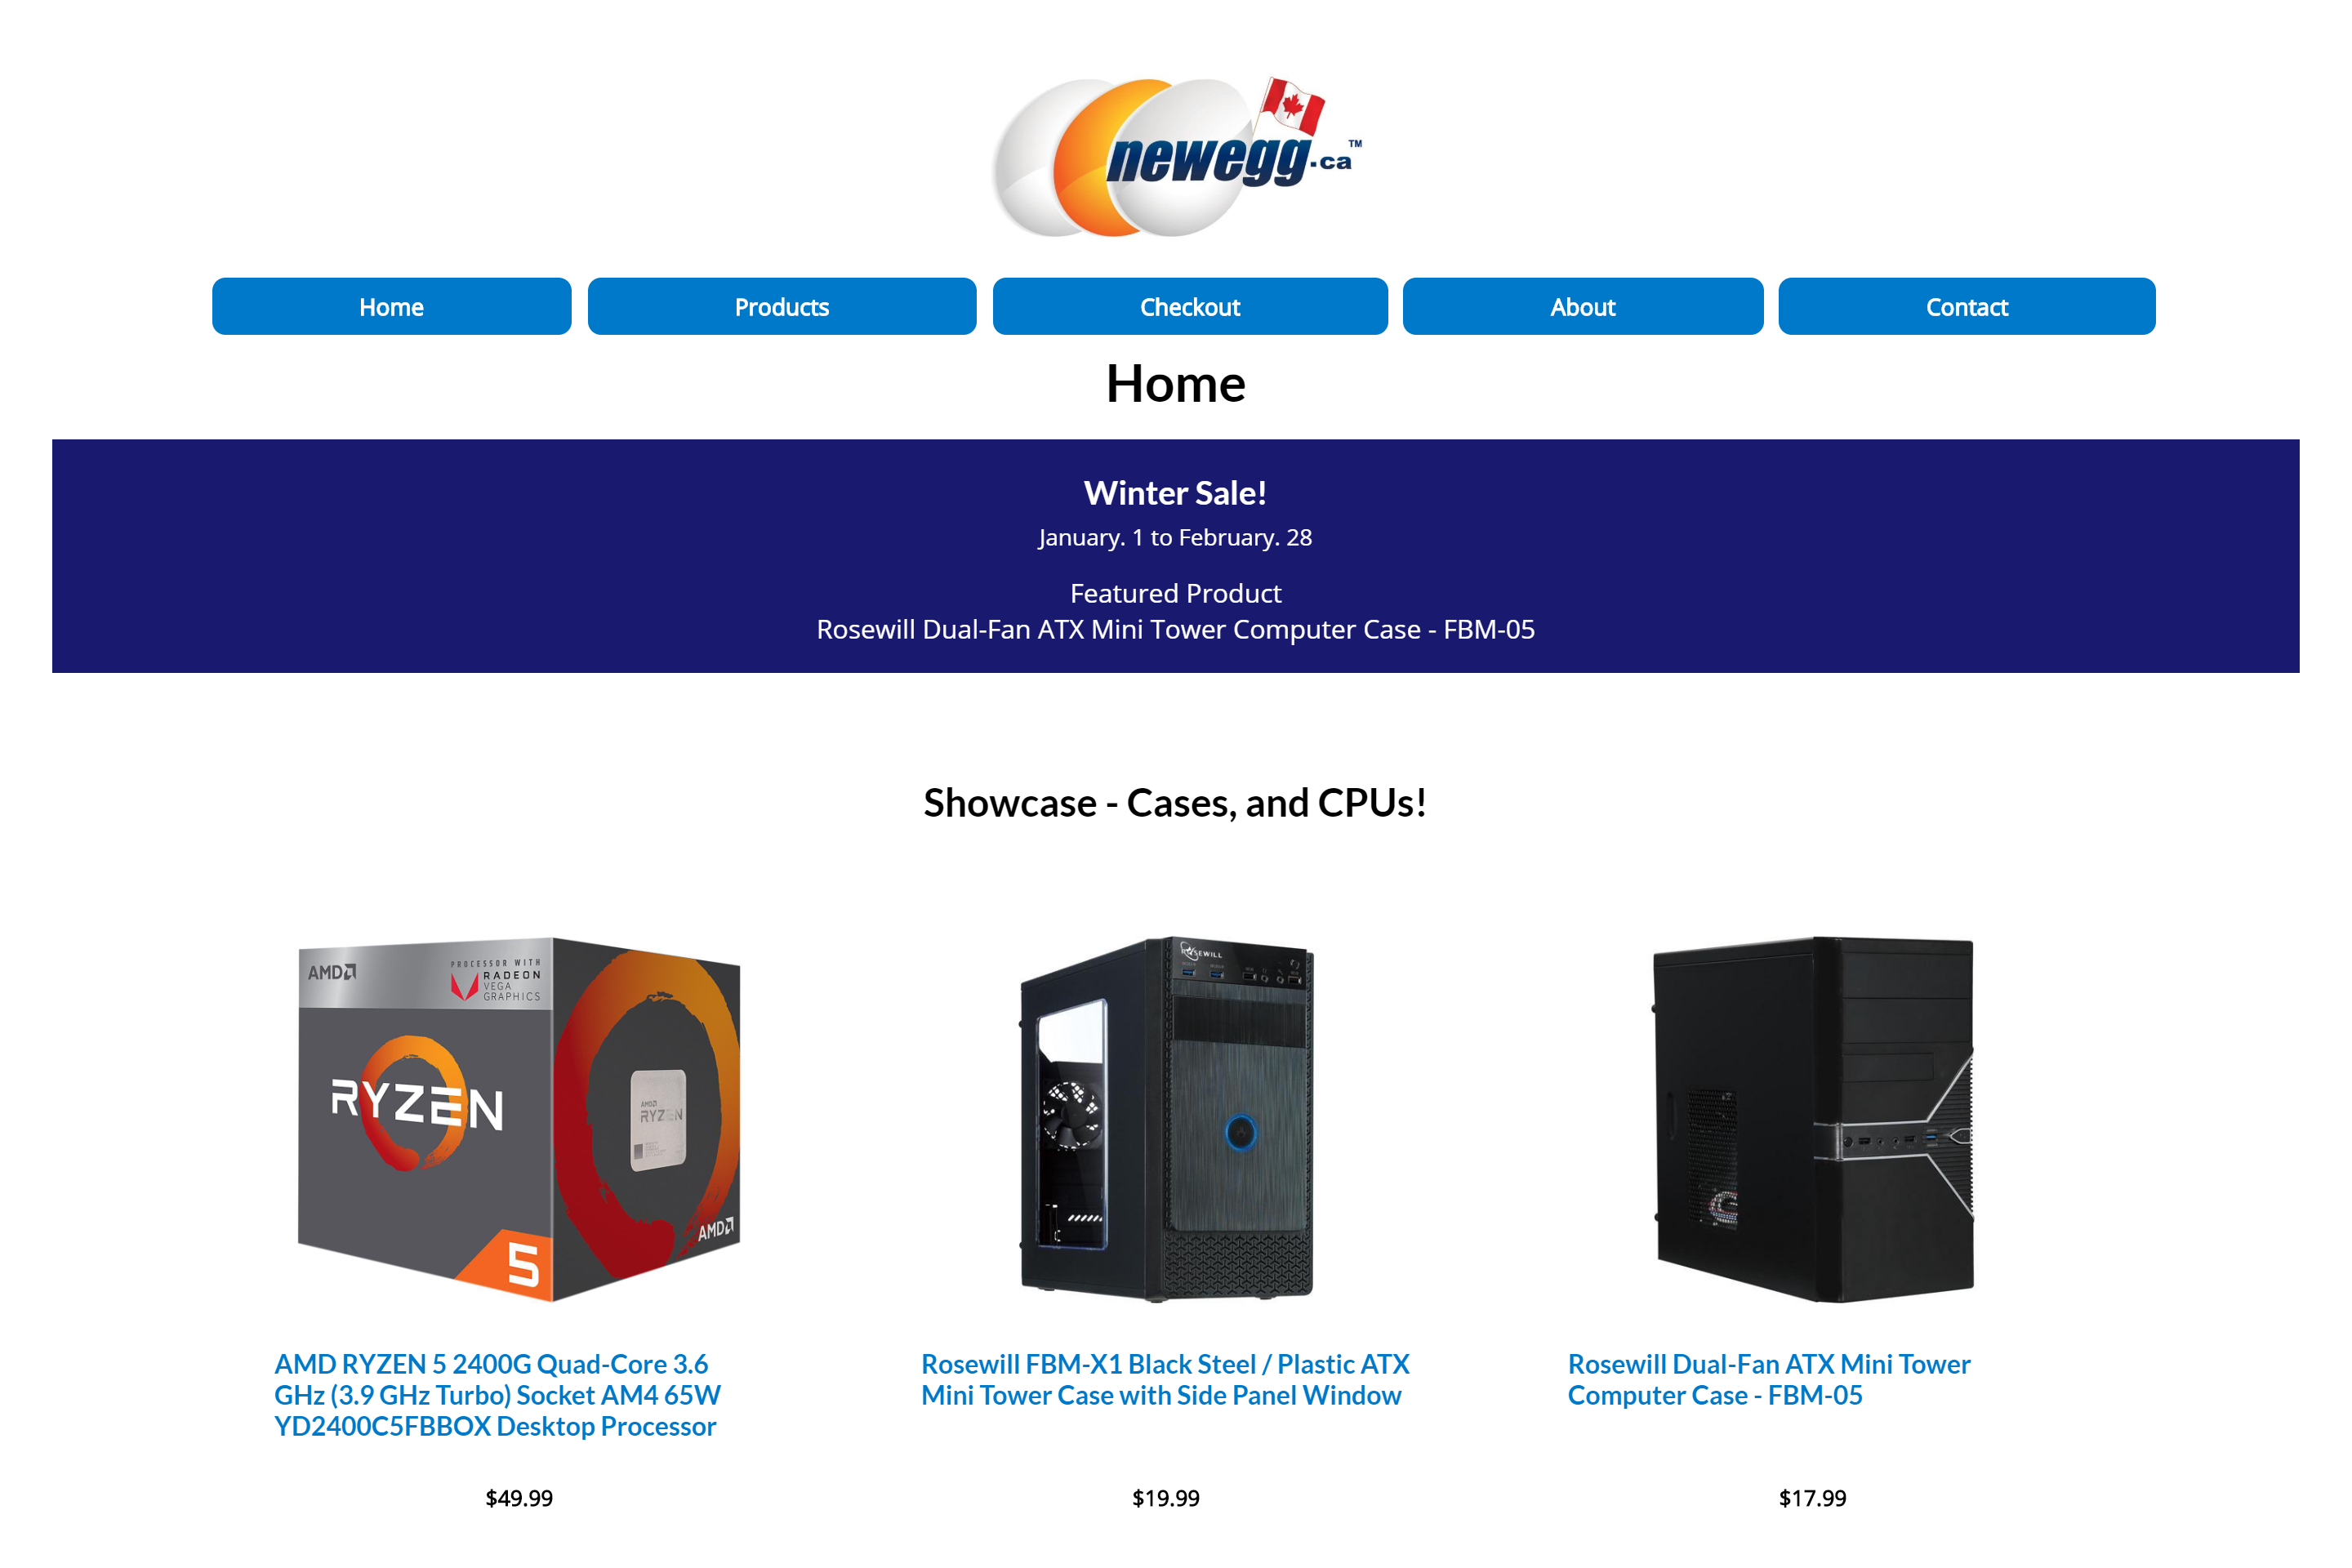 newegg.ca™
Home
Products
Checkout
About
Contact
Home
Winter Sale!
January. 1 to February. 28
Featured Product
Rosewill Dual-Fan ATX Mini Tower Computer Case - FBM-05
Showcase - Cases, and CPUs!
AMD
PROCESSOR WITH
RADEON
VEGA
GRAPHICS
RYZEN
5
AMD
RYZEN
AMD
ROSEWILL
AMD RYZEN 5 2400G Quad-Core 3.6
GHz (3.9 GHz Turbo) Socket AM4 65W
YD2400C5FBBOX Desktop Processor
$49.99
Rosewill FBM-X1 Black Steel / Plastic ATX
Mini Tower Case with Side Panel Window
$19.99
Rosewill Dual-Fan ATX Mini Tower
Computer Case - FBM-05
$17.99